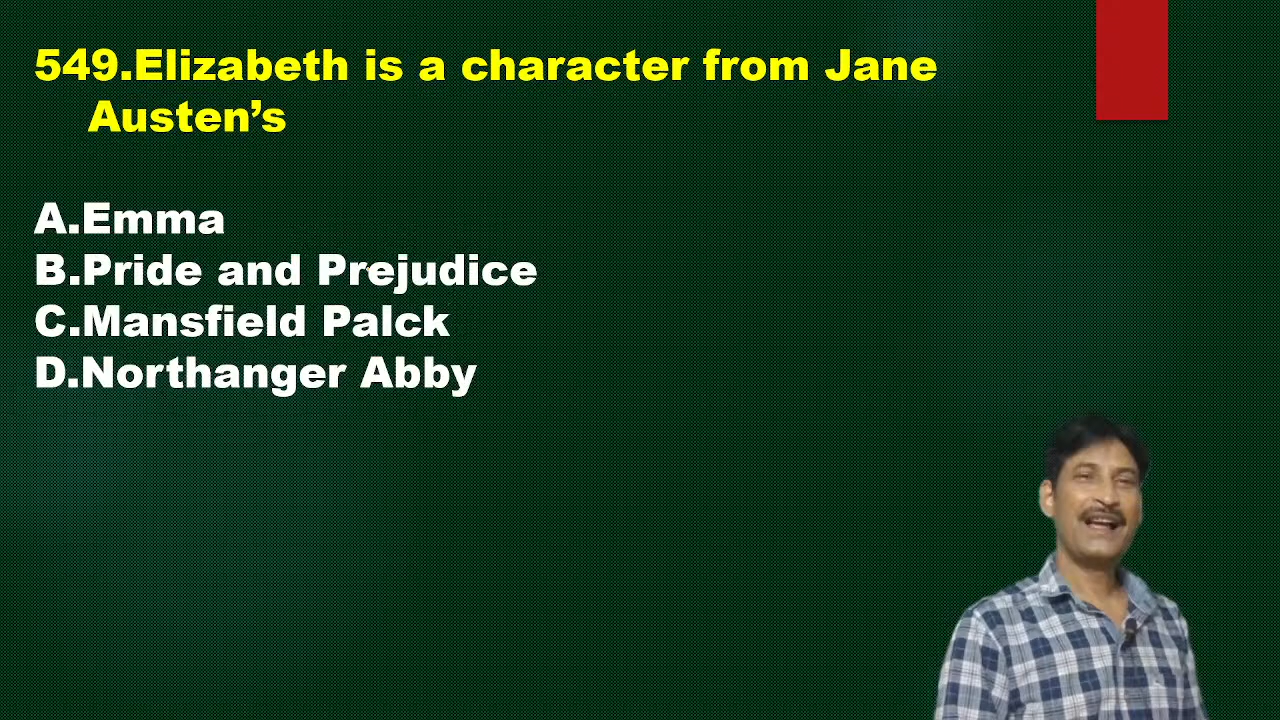 549.Elizabeth is a character from Jane
Austen’s
A.Emma
B.Pride and Prejudice
C.Mansfield Palck
D.Northanger Abby